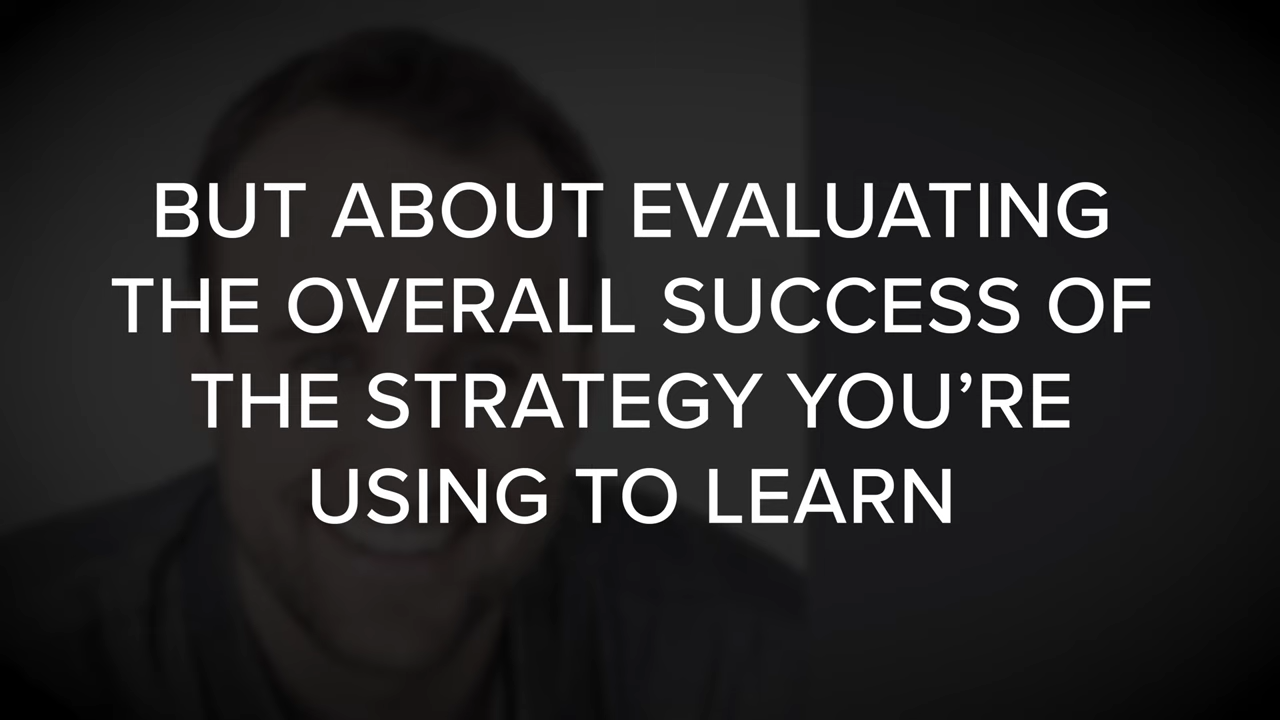 BUT ABOUT EVALUATING
THE OVERALL SUCCESS OF
THE STRATEGY YOU’RE
USING TO LEARN